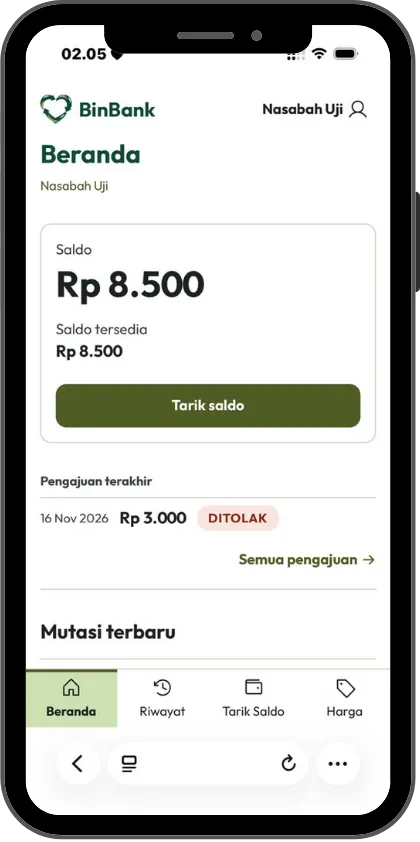 02.05
BinBank
Nasabah Uji
Beranda
Nasabah Uji
Saldo
Rp 8.500
Saldo tersedia
Rp 8.500
Tarik saldo
Pengajuan terakhir
16 Nov 2026 Rp 3.000 DITOLAK
Semua pengajuan →
Mutasi terbaru
Beranda Riwayat Tarik Saldo Harga